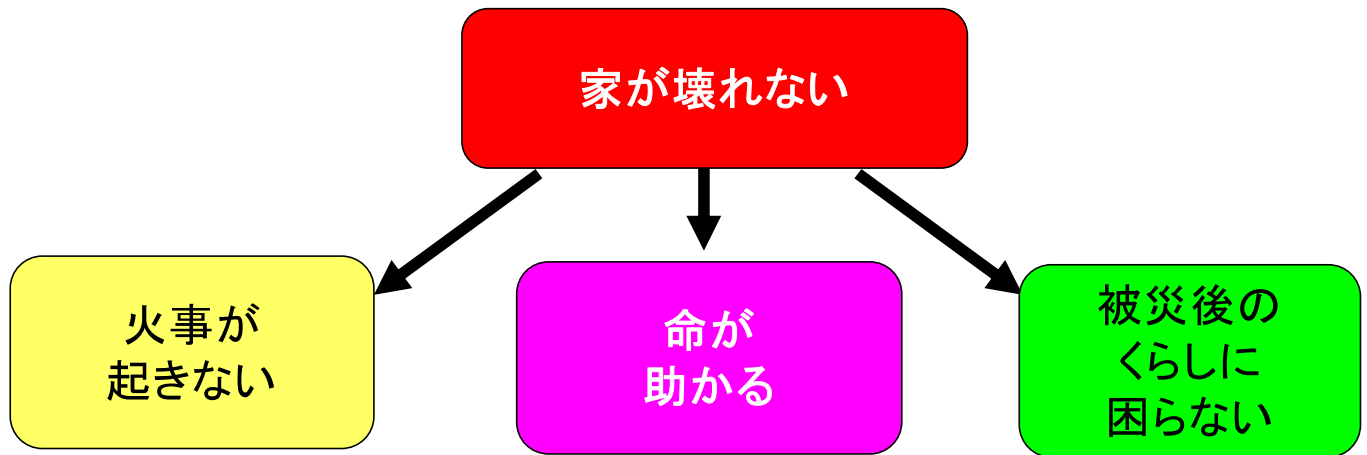 家が壊れない
火事が
起きない
命が
助かる
被災後の
くらしに
困らない